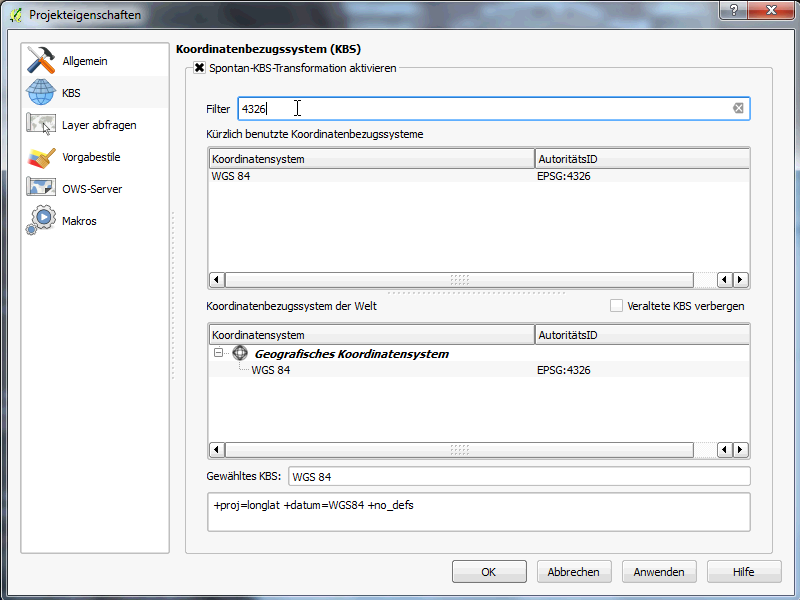 Projekteigenschaften
?
Allgemein
KBS
Layer abfragen
Vorgabestile
OWS-Server
Makros
Koordinatenbezugssystem (KBS)
Spontan-KBS-Transformation aktivieren
Filter 4326
Kürzlich benutzte Koordinatenbezugssysteme
Koordinatensystem AutoritätsID
WGS 84 EPSG:4326
Koordinatenbezugssystem der Welt Veraltete KBS verbergen
Koordinatensystem AutoritätsID
Geografisches Koordinatensystem
WGS 84 EPSG:4326
Gewähltes KBS: WGS 84
+proj=longlat +datum=WGS84 +no_defs
OK Abbrechen Anwenden Hilfe